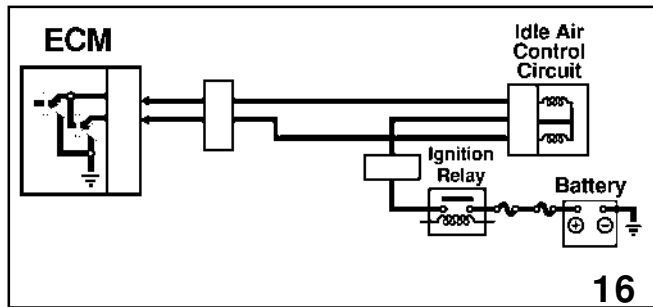 ECM
Idle Air
Control
Circuit
Ignition
Relay
Battery
+ −
16